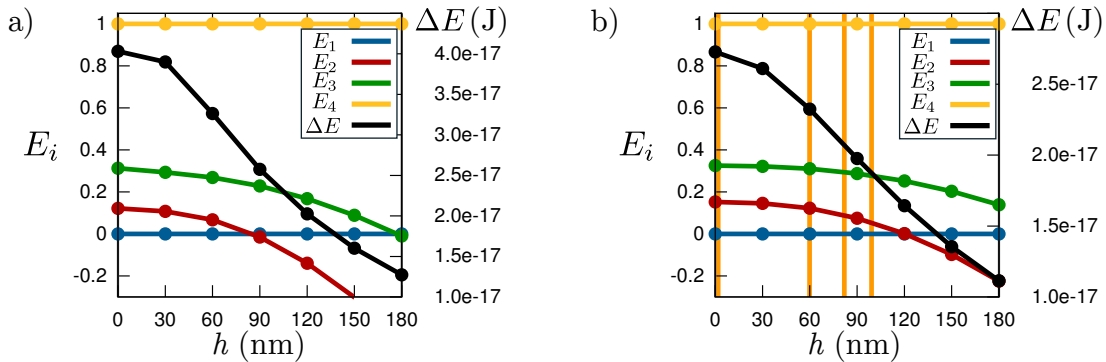 a)
1
0.8
0.6
0.4
0.2
0
-0.2
E_i
0 30 60 90 120 150 180
h (nm)
ΔE (J)
4.0e-17
3.5e-17
3.0e-17
2.5e-17
2.0e-17
1.5e-17
1.0e-17
E_1
E_2
E_3
E_4
ΔE
b)
1
0.8
0.6
0.4
0.2
0
-0.2
E_i
0 30 60 90 120 150 180
h (nm)
ΔE (J)
2.5e-17
2.0e-17
1.5e-17
1.0e-17
E_1
E_2
E_3
E_4
ΔE